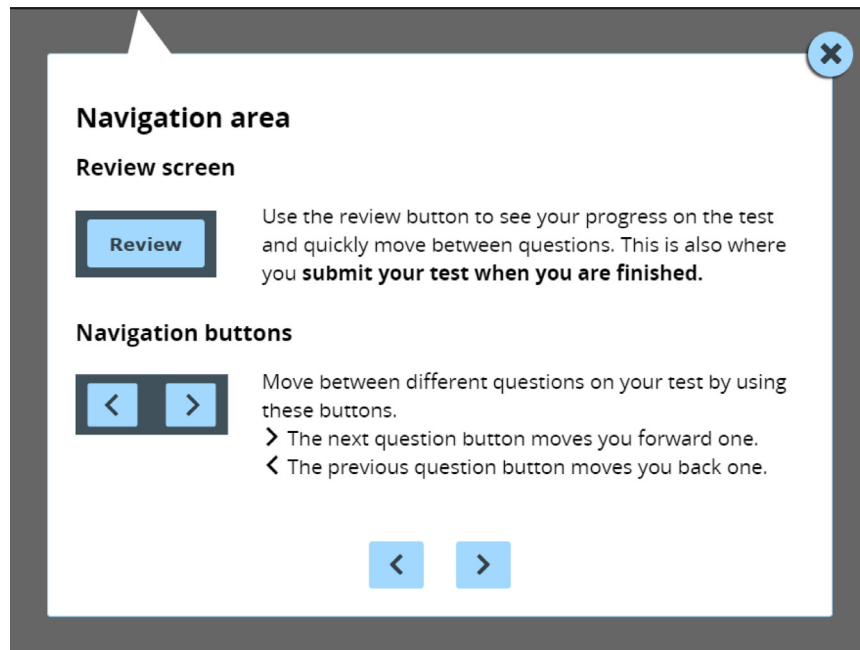 Navigation area
Review screen
Review
Use the review button to see your progress on the test
and quickly move between questions. This is also where
you submit your test when you are finished.
Navigation buttons
Move between different questions on your test by using
these buttons.
> The next question button moves you forward one.
< The previous question button moves you back one.